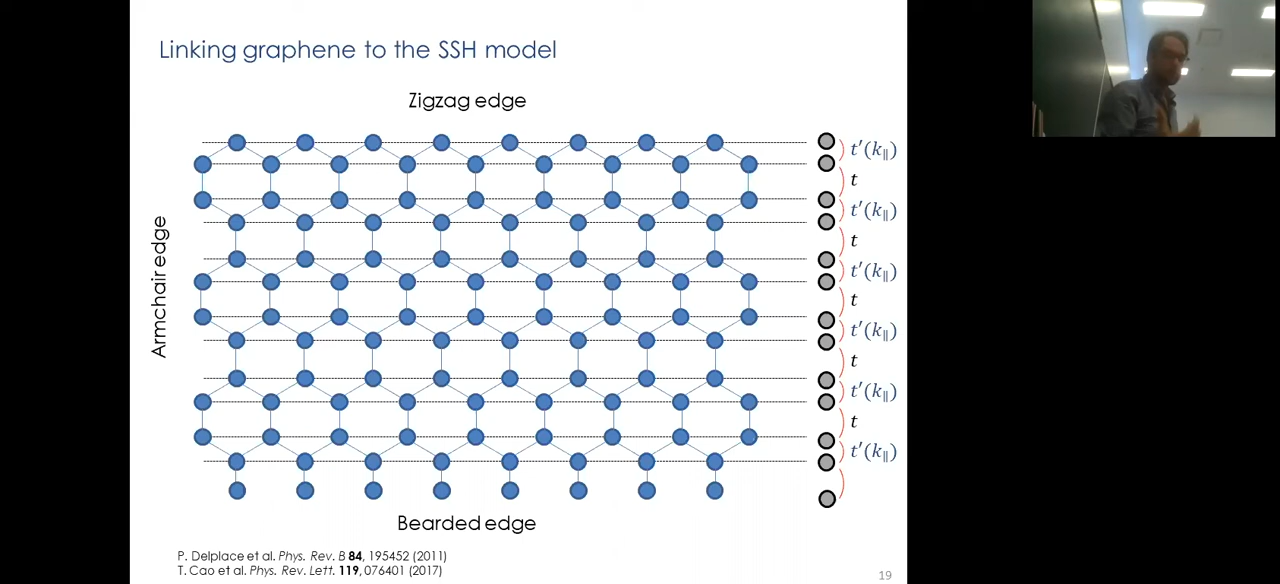 Linking graphene to the SSH model
Zigzag edge
Armchair edge
t′(k∥)
t
t′(k∥)
t
t′(k∥)
t
t′(k∥)
t
t′(k∥)
t
t′(k∥)
Bearded edge
P. Delplace et al. Phys. Rev. B 84, 195452 (2011)
T. Cao et al. Phys. Rev. Lett. 119, 076401 (2017)
19